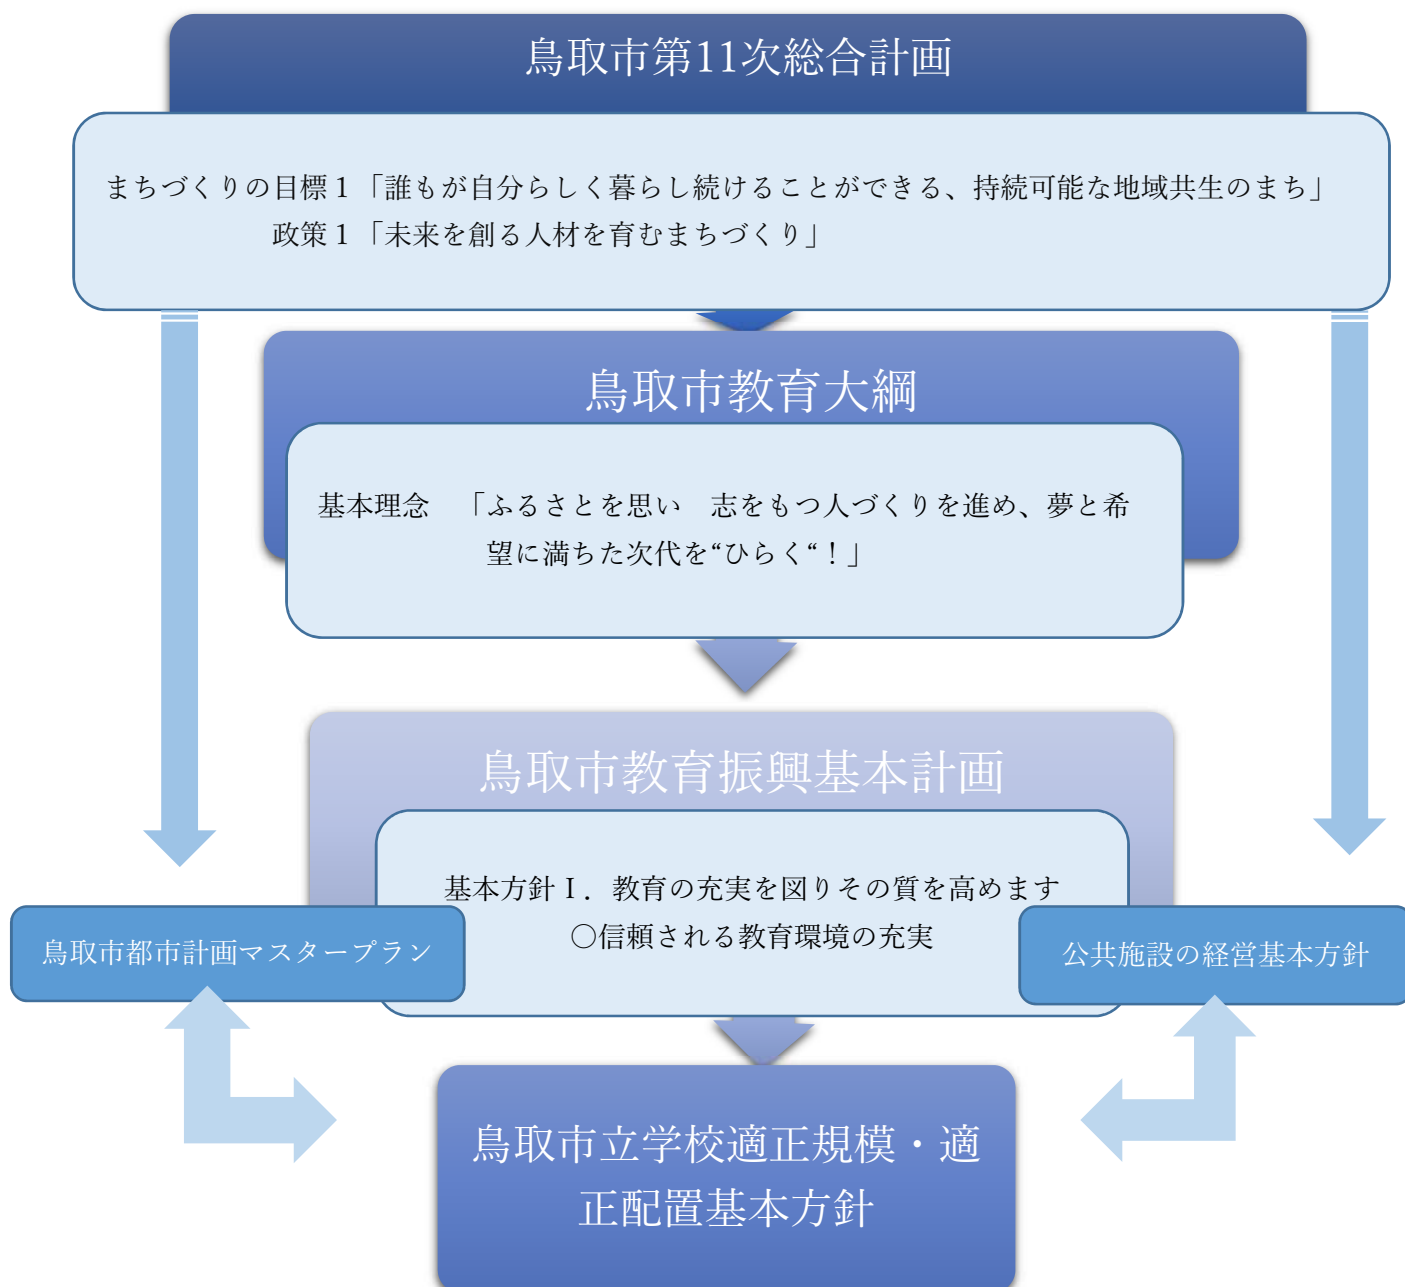 鳥取市第11次総合計画
まちづくりの目標１「誰もが自分らしく暮らし続けることができる、持続可能な地域共生のまち」
政策１「未来を創る人材を育むまちづくり」
鳥取市教育大綱
基本理念　「ふるさとを思い　志をもつ人づくりを進め、夢と希
望に満ちた次代を“ひらく“！」
鳥取市教育振興基本計画
基本方針Ⅰ．教育の充実を図りその質を高めます
○信頼される教育環境の充実
鳥取市都市計画マスタープラン
公共施設の経営基本方針
鳥取市立学校適正規模・適
正配置基本方針